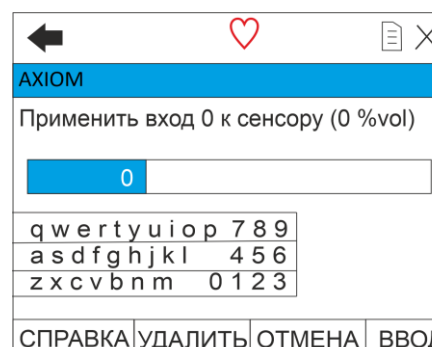 AXIOM
Применить вход 0 к сенсору (0 %vol)
0
q w e r t y u i o p 7 8 9
a s d f g h j k l 4 5 6
z x c v b n m 0 1 2 3
СПРАВКА УДАЛИТЬ ОТМЕНА ВВОД